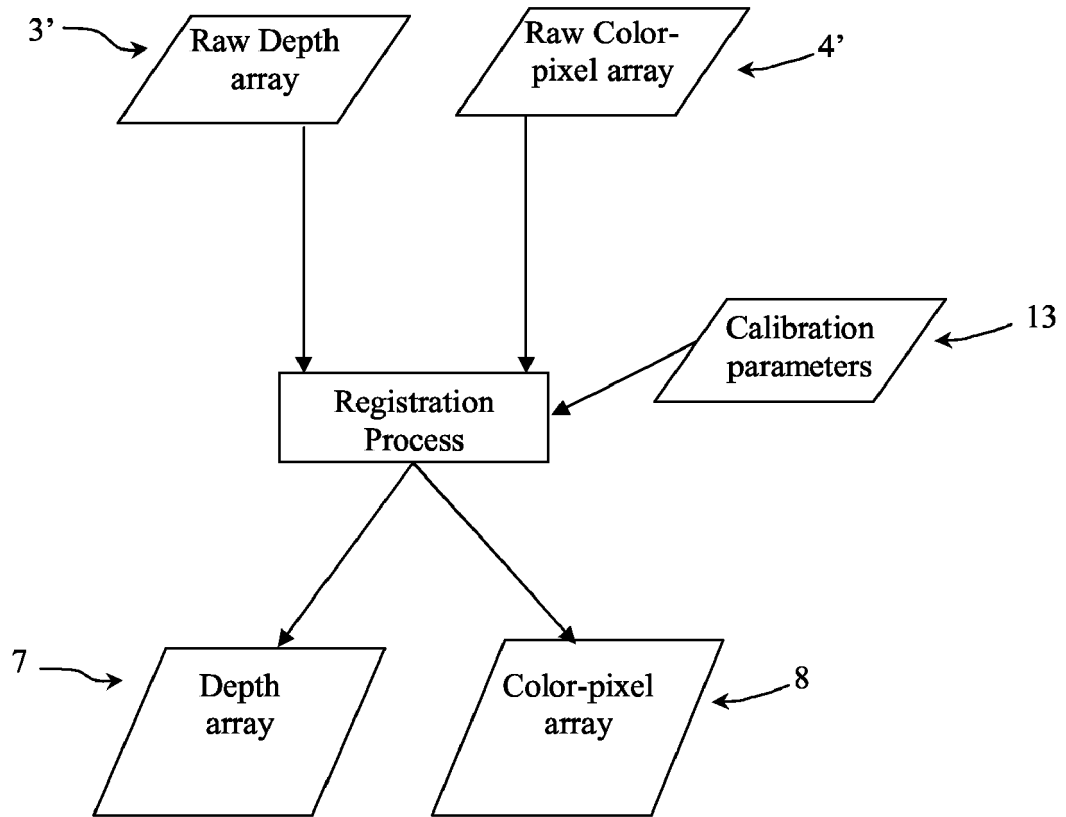 3’
Raw Depth
array
Raw Color-
pixel array
4’
Calibration
parameters
13
Registration
Process
7
Depth
array
Color-pixel
array
8